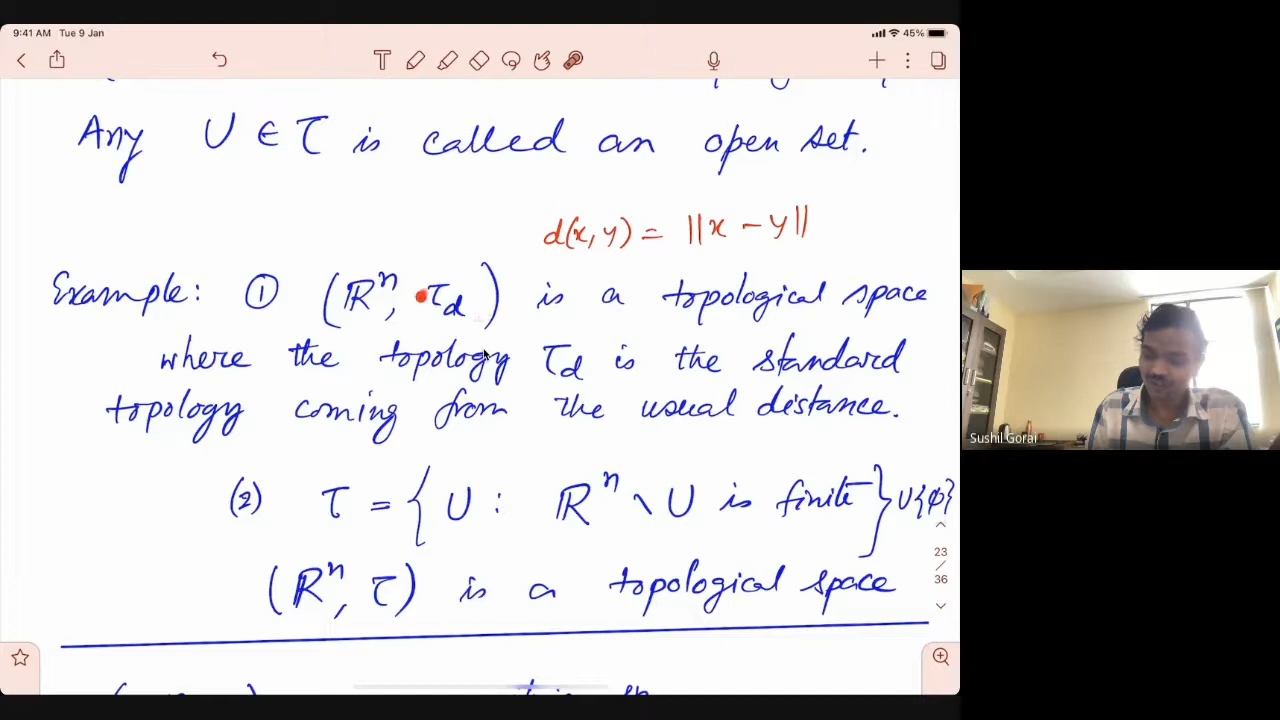 9:41 AM Tue 9 Jan 45%
Any U ∈ τ is called an open set.
d(x, y) = ||x - y||
Example: ① (ℝⁿ, τ_d) is a topological space
where the topology τ_d is the standard
topology coming from the usual distance.
(2) τ = { U : ℝⁿ \ U is finite } ∪ {φ}
(ℝⁿ, τ) is a topological space
23
/
36
Sushil Gorai